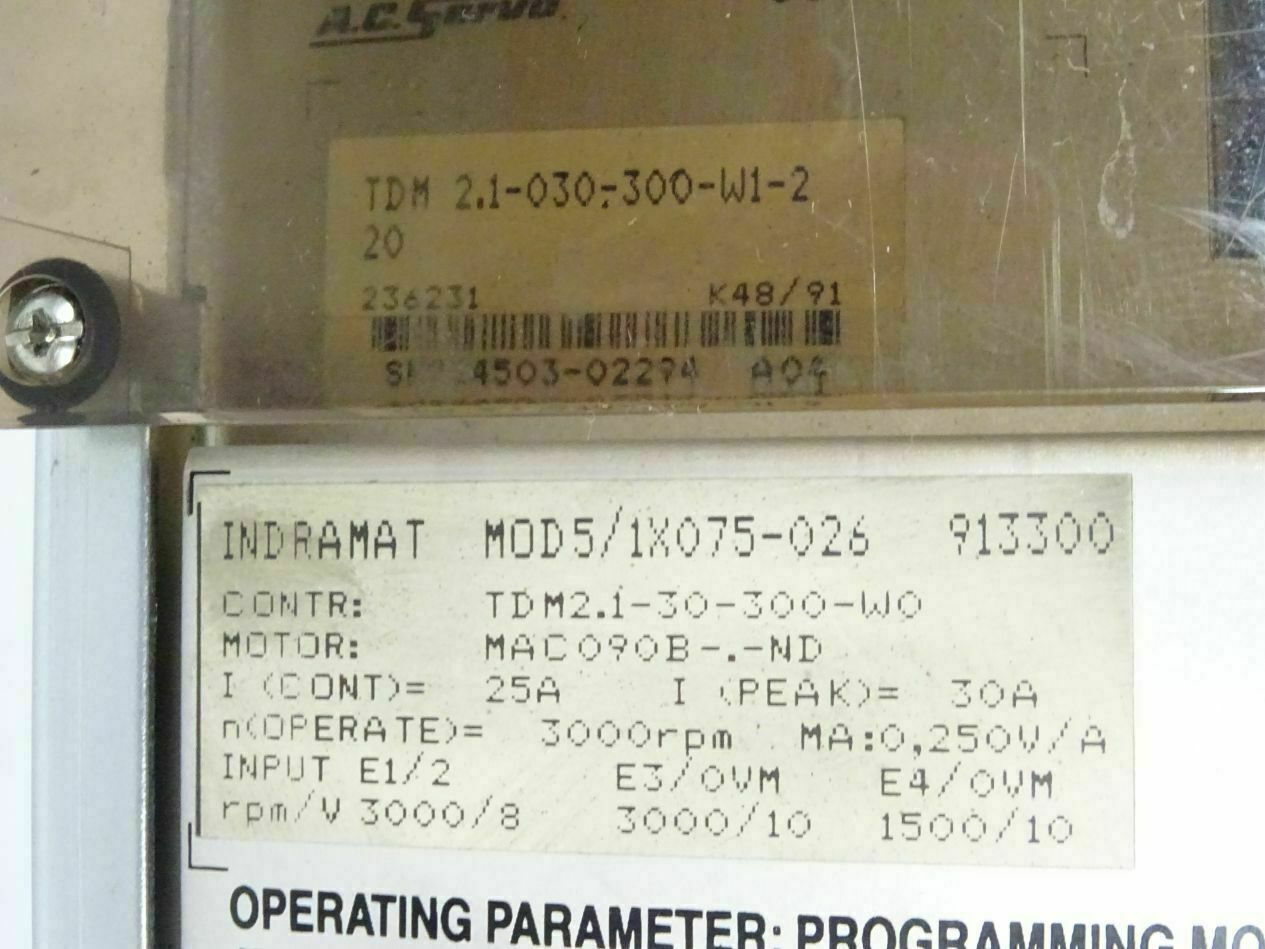 A.C. Servo
TDM 2.1-030-300-W1-2
20
236231 K48/91
4503-02294
INDRAMAT MOD5/1X075-026 913300
CONTR: TDM2.1-30-300-W0
MOTOR: MAC090B-.-ND
I (CONT)= 25A I (PEAK)= 30A
n(OPERATE)= 3000rpm MA:0,250V/A
INPUT E1/2 E3/0VM E4/0VM
rpm/V 3000/8 3000/10 1500/10
OPERATING PARAMETER: PROGRAMMING MO